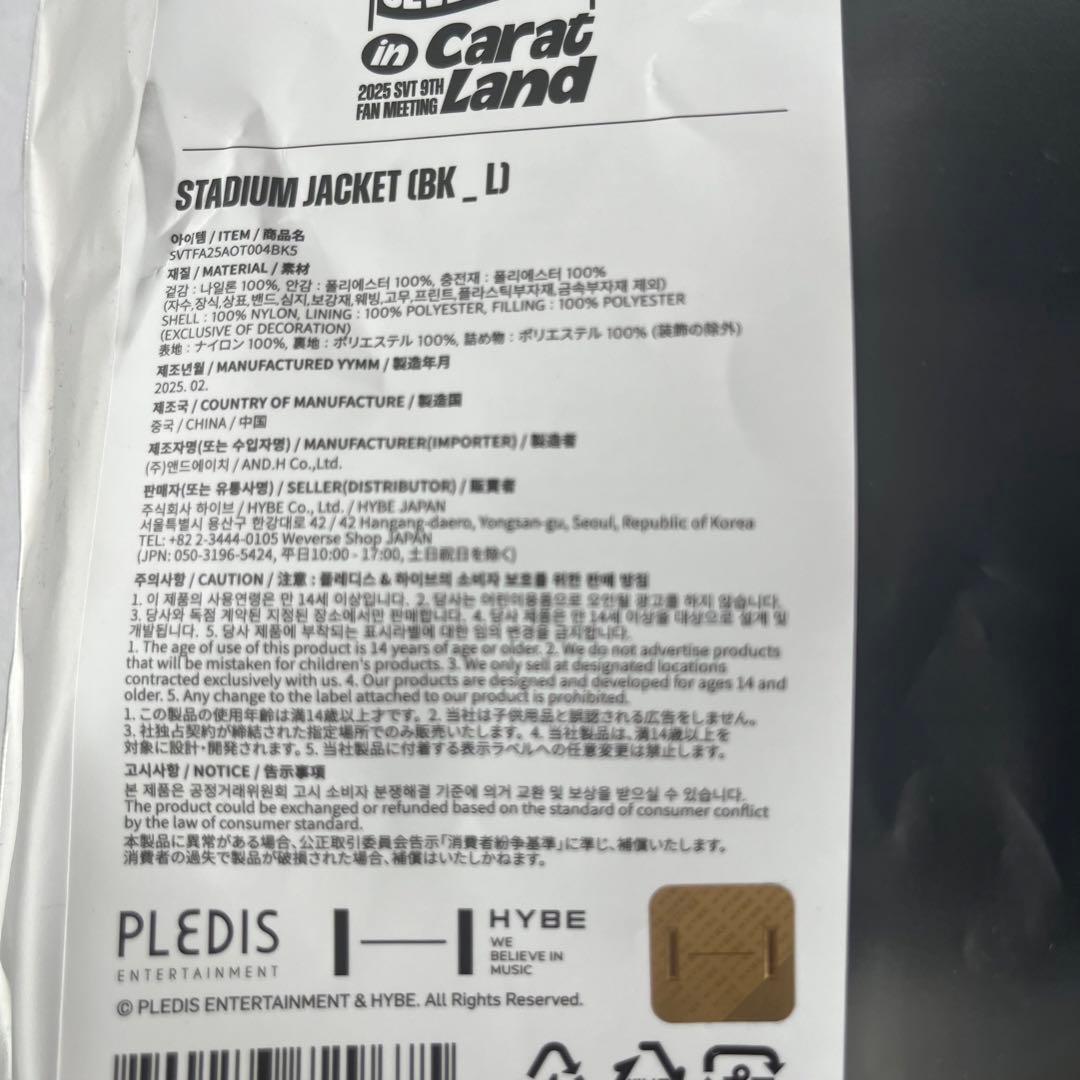 in Carat
2025 SVT 9TH Land
FAN MEETING
STADIUM JACKET (BK _ L)
아이템 / ITEM / 商品名
SVTFA25AOT004BK5
재질 / MATERIAL / 素材
겉감 : 나일론 100%, 안감 : 폴리에스터 100%, 충전재 : 폴리에스터 100%
(자수,장식,상표,밴드,심지,보강재,웨빙,고무,프린트,플라스틱부자재,금속부자재 제외)
SHELL : 100% NYLON, LINING : 100% POLYESTER, FILLING : 100% POLYESTER
(EXCLUSIVE OF DECORATION)
表地 : ナイロン 100%, 裏地 : ポリエステル 100%, 詰め物 : ポリエステル 100% (装飾の除外)
제조년월 / MANUFACTURED YYMM / 製造年月
2025. 02.
제조국 / COUNTRY OF MANUFACTURE / 製造国
중국 / CHINA / 中国
제조자명(또는 수입자명) / MANUFACTURER(IMPORTER) / 製造者
(주)앤드에이치 / AND.H Co.,Ltd.
판매자(또는 유통사명) / SELLER(DISTRIBUTOR) / 販賣者
주식회사 하이브 / HYBE Co., Ltd. / HYBE JAPAN
서울특별시 용산구 한강대로 42 / 42 Hangang-daero, Yongsan-gu, Seoul, Republic of Korea
TEL: +82 2-3444-0105 Weverse Shop JAPAN
(JPN: 050-3196-5424, 平日10:00 - 17:00, 土日祝日を除く)
주의사항 / CAUTION / 注意 : 플레디스 & 하이브의 소비자 보호를 위한 판매 방침
1. 이 제품의 사용연령은 만 14세 이상입니다. 2. 당사는 어린이용품으로 오인될 광고를 하지 않습니다.
3. 당사와 독점 계약된 지정된 장소에서만 판매합니다. 4. 당사 제품은 만 14세 이상을 대상으로 설계 및
개발됩니다. 5. 당사 제품에 부착되는 표시라벨에 대한 임의 변경을 금지합니다.
1. The age of use of this product is 14 years of age or older. 2. We do not advertise products
that will be mistaken for children's products. 3. We only sell at designated locations
contracted exclusively with us. 4. Our products are designed and developed for ages 14 and
older. 5. Any change to the label attached to our product is prohibited.
1. この製品の使用年齢は満14歳以上才です。2. 当社は子供用品と誤認される広告をしません。
3. 社独占契約が締結された指定場所でのみ販売いたします。4. 当社製品は、満14歳以上を
対象に設計・開発されます。5. 当社製品に付着する表示ラベルへの任意変更は禁止します。
고시사항 / NOTICE / 告示事項
본 제품은 공정거래위원회 고시 소비자 분쟁해결 기준에 의거 교환 및 보상을 받으실 수 있습니다.
The product could be exchanged or refunded based on the standard of consumer conflict
by the law of consumer standard.
本製品に異常がある場合、公正取引委員会告示「消費者紛争基準」に準じ、補償いたします。
消費者の過失で製品が破損された場合、補償はいたしかねます。
PLEDIS
ENTERTAINMENT
HYBE
WE
BELIEVE IN
MUSIC
© PLEDIS ENTERTAINMENT & HYBE. All Rights Reserved.